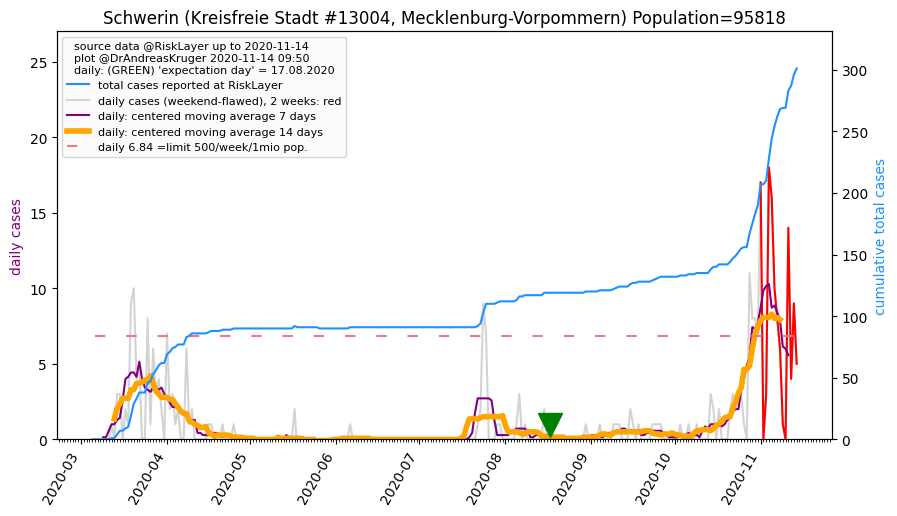 Schwerin (Kreisfreie Stadt #13004, Mecklenburg-Vorpommern) Population=95818
source data @RiskLayer up to 2020-11-14
plot @DrAndreasKruger 2020-11-14 09:50
daily: (GREEN) 'expectation day' = 17.08.2020
total cases reported at RiskLayer
daily cases (weekend-flawed), 2 weeks: red
daily: centered moving average 7 days
daily: centered moving average 14 days
daily 6.84 =limit 500/week/1mio pop.
daily cases
25
20
15
10
5
0
cumulative total cases
300
250
200
150
100
50
0
2020-03
2020-04
2020-05
2020-06
2020-07
2020-08
2020-09
2020-10
2020-11